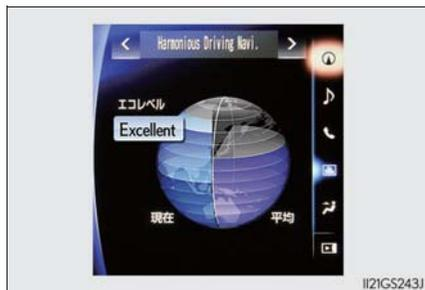 < Harmonious Driving Navi. >
エコレベル
Excellent
現在
平均
II21GS243J